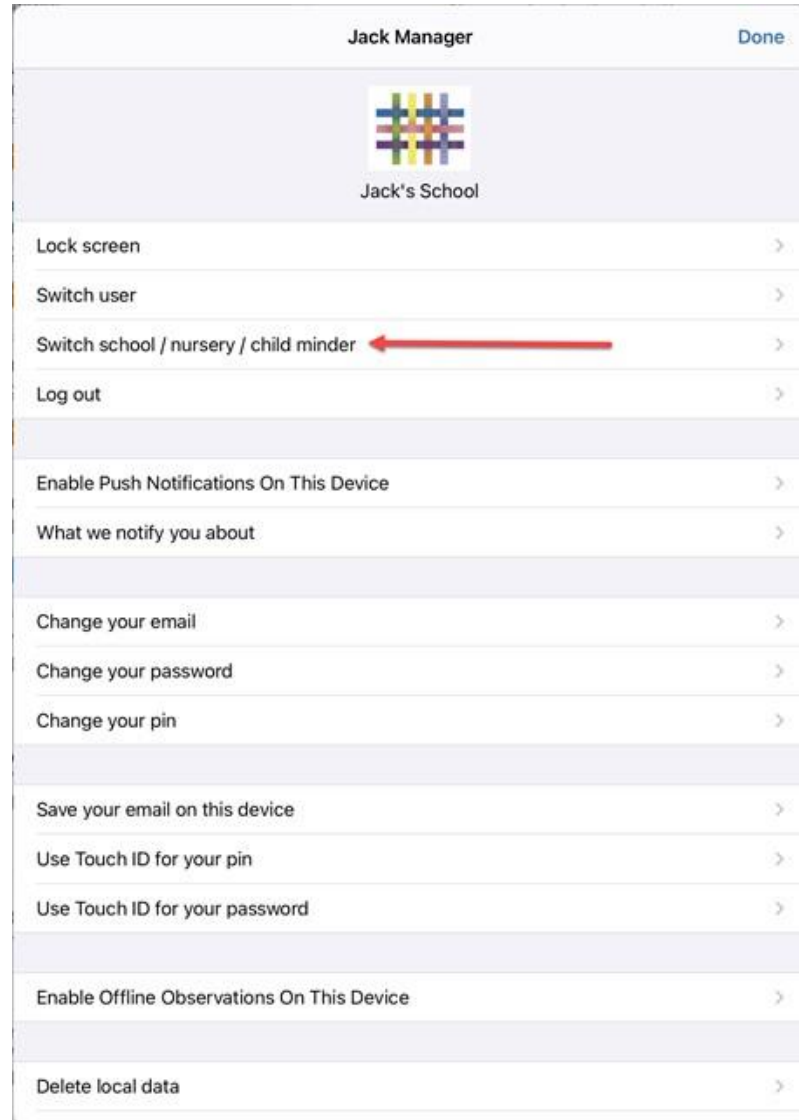 Jack Manager
Done
Jack's School
Lock screen
Switch user
Switch school / nursery / child minder
Log out
Enable Push Notifications On This Device
What we notify you about
Change your email
Change your password
Change your pin
Save your email on this device
Use Touch ID for your pin
Use Touch ID for your password
Enable Offline Observations On This Device
Delete local data